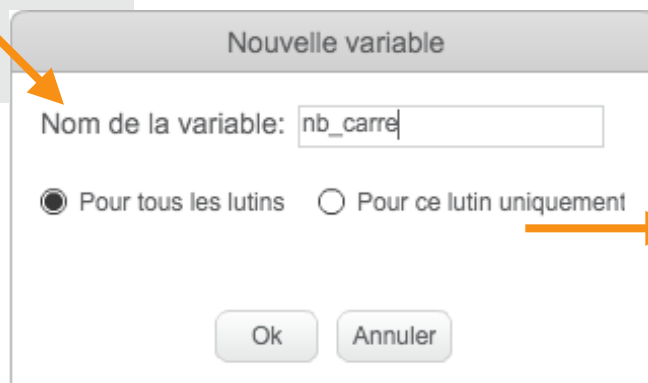 Nouvelle variable
Nom de la variable: nb_carre
Pour tous les lutins Pour ce lutin uniquement
Ok Annuler